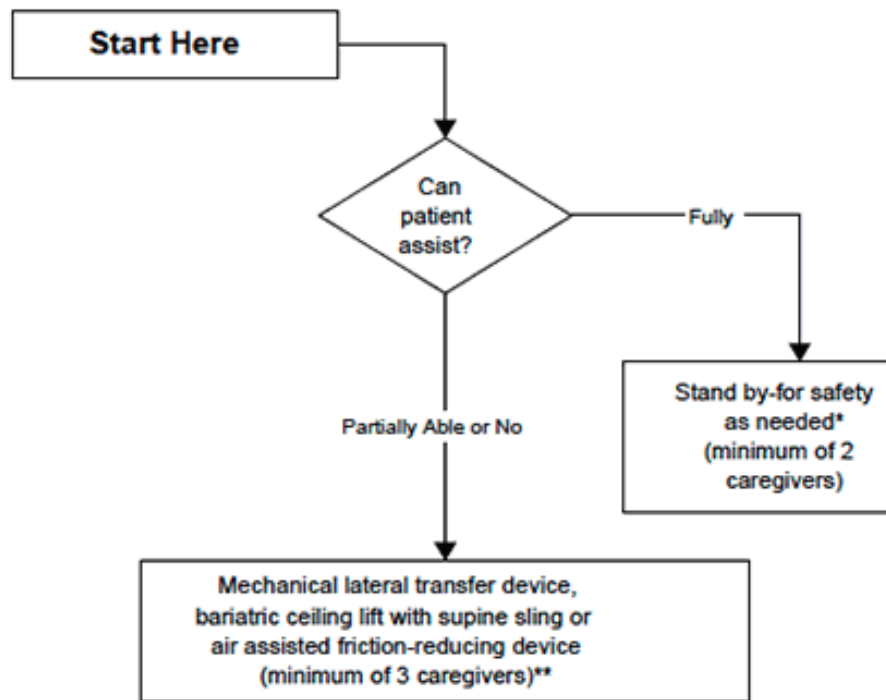 Start Here
Can
patient
assist?
Fully
Stand by-for safety
as needed*
(minimum of 2
caregivers)
Partially Able or No
Mechanical lateral transfer device,
bariatric ceiling lift with supine sling or
air assisted friction-reducing device
(minimum of 3 caregivers)**